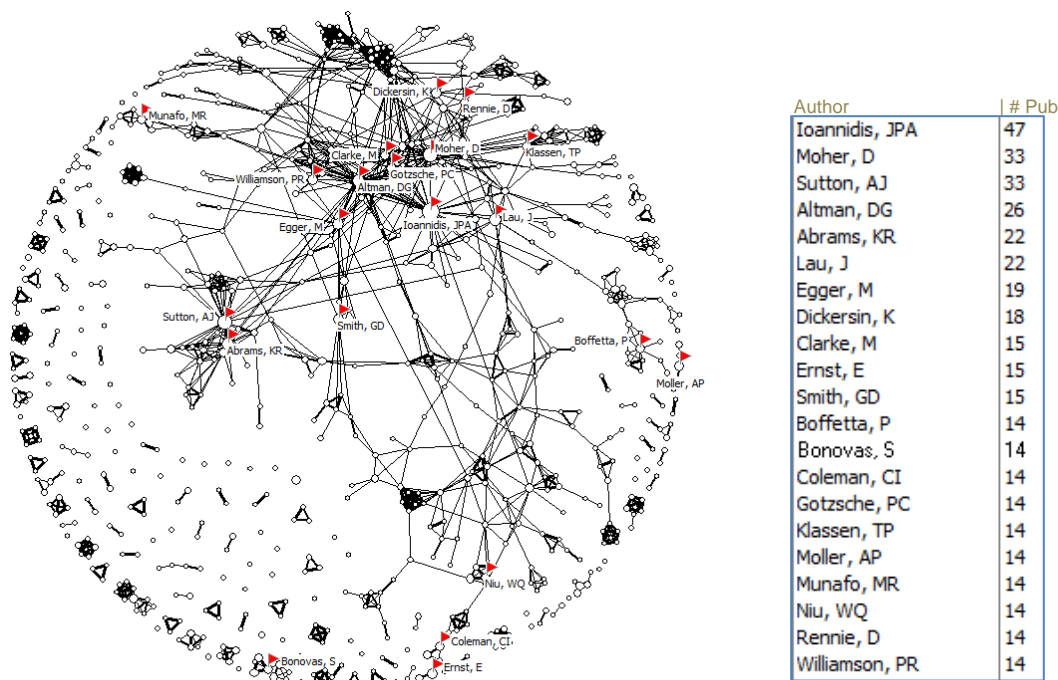 Dickersin, K
Rennie, D
Munafo, MR
Clarke, M
Moher, D
Klassen, TP
Williamson, PR
Gotzsche, PC
Altman, DG
Egger, M
Ioannidis, JPA
Lau, J
Sutton, AJ
Smith, GD
Abrams, KR
Boffetta, P
Moller, AP
Niu, WQ
Coleman, CI
Bonovas, S
Ernst, E
Author | # Pub
Ioannidis, JPA 47
Moher, D 33
Sutton, AJ 33
Altman, DG 26
Abrams, KR 22
Lau, J 22
Egger, M 19
Dickersin, K 18
Clarke, M 15
Ernst, E 15
Smith, GD 15
Boffetta, P 14
Bonovas, S 14
Coleman, CI 14
Gotzsche, PC 14
Klassen, TP 14
Moller, AP 14
Munafo, MR 14
Niu, WQ 14
Rennie, D 14
Williamson, PR 14